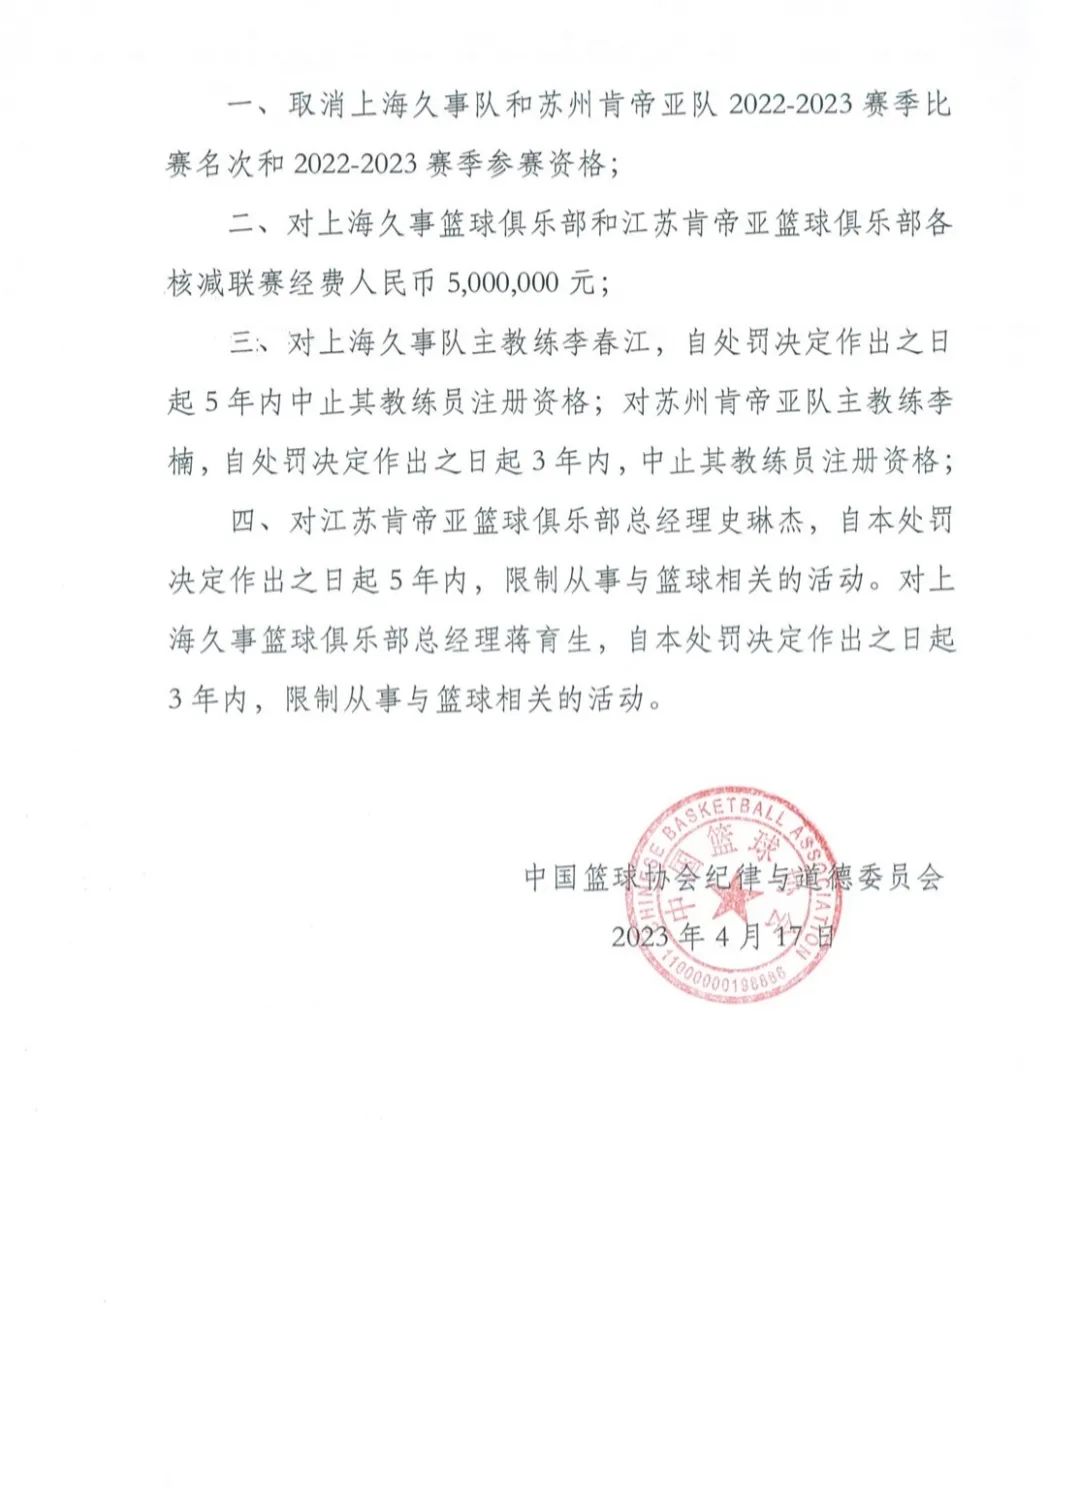 一、取消上海久事队和苏州肯帝亚队 2022-2023 赛季比
赛名次和 2022-2023 赛季参赛资格；
二、对上海久事篮球俱乐部和江苏肯帝亚篮球俱乐部各
核减联赛经费人民币 5,000,000 元；
三、对上海久事队主教练李春江，自处罚决定作出之日
起 5 年内中止其教练员注册资格；对苏州肯帝亚队主教练李
楠，自处罚决定作出之日起 3 年内，中止其教练员注册资格；
四、对江苏肯帝亚篮球俱乐部总经理史琳杰，自本处罚
决定作出之日起 5 年内，限制从事与篮球相关的活动。对上
海久事篮球俱乐部总经理蒋育生，自本处罚决定作出之日起
3 年内，限制从事与篮球相关的活动。
中国篮球协会纪律与道德委员会
2023 年 4 月 17 日
CHINESE BASKETBALL ASSOCIATION
中国篮球协会